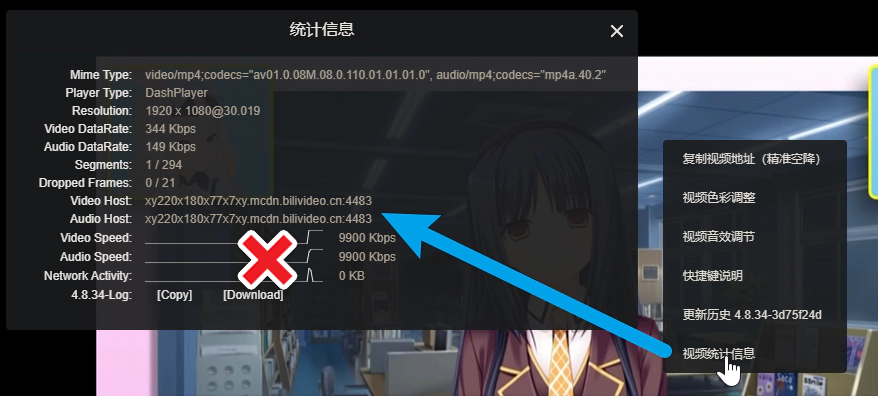 统计信息
Mime Type: video/mp4;codecs="av01.0.08M.08.0.110.01.01.01.0", audio/mp4;codecs="mp4a.40.2"
Player Type: DashPlayer
Resolution: 1920 x 1080@30.019
Video DataRate: 344 Kbps
Audio DataRate: 149 Kbps
Segments: 1 / 294
Dropped Frames: 0 / 21
Video Host: xy220x180x77x7xy.mcdn.bilivideo.cn:4483
Audio Host: xy220x180x77x7xy.mcdn.bilivideo.cn:4483
Video Speed: 9900 Kbps
Audio Speed: 9900 Kbps
Network Activity: 0 KB
4.8.34-Log: [Copy] [Download]
复制视频地址（精准空降）
视频色彩调整
视频音效调节
快捷键说明
更新历史 4.8.34-3d75f24d
视频统计信息